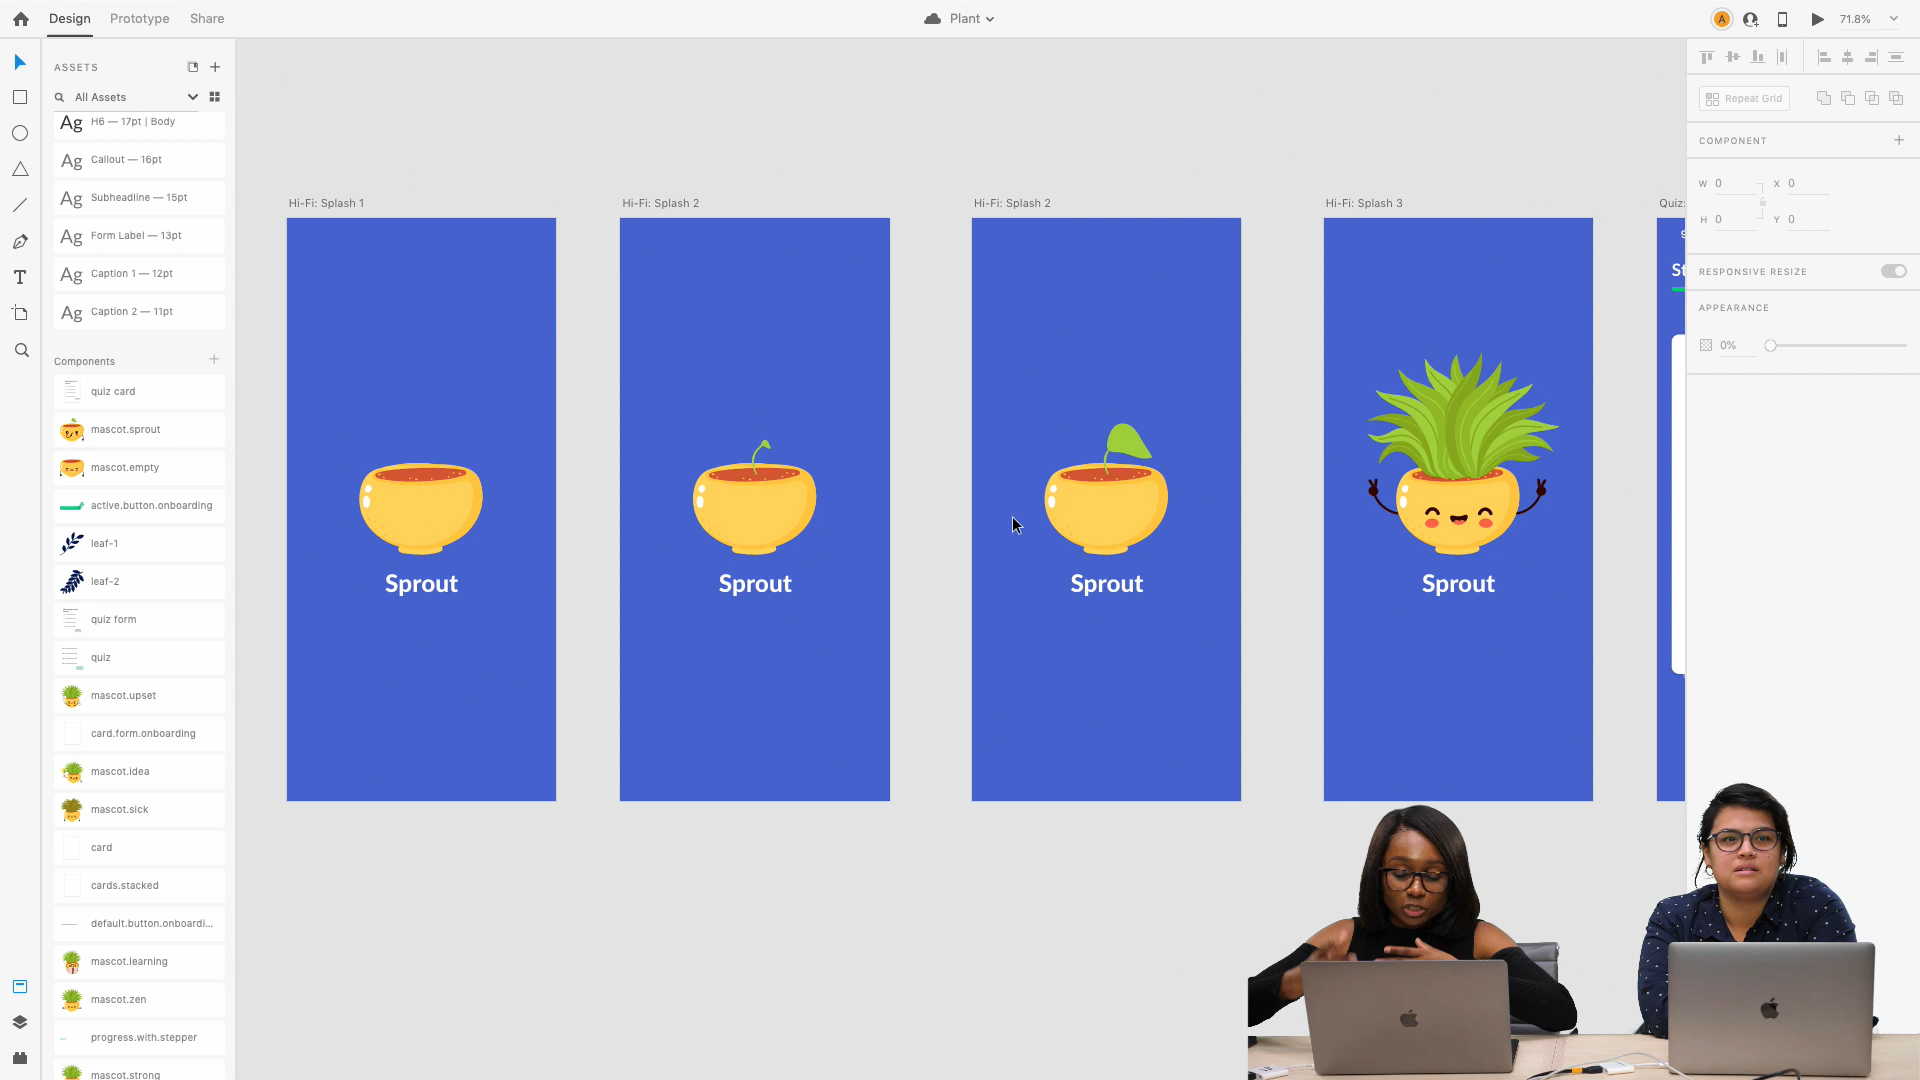 Design
Prototype
Share
Plant
A
71.8%
ASSETS
All Assets
Ag H6 — 17pt | Body
Ag Callout — 16pt
Ag Subheadline — 15pt
Ag Form Label — 13pt
Ag Caption 1 — 12pt
Ag Caption 2 — 11pt
Components
quiz card
mascot.sprout
mascot.empty
active.button.onboarding
leaf-1
leaf-2
quiz form
quiz
mascot.upset
card.form.onboarding
mascot.idea
mascot.sick
card
cards.stacked
default.button.onboardi...
mascot.learning
mascot.zen
progress.with.stepper
mascot.strong
Hi-Fi: Splash 1
Sprout
Hi-Fi: Splash 2
Sprout
Hi-Fi: Splash 2
Sprout
Hi-Fi: Splash 3
Sprout
Quiz:
9
St
Repeat Grid
COMPONENT
W 0 X 0
H 0 Y 0
RESPONSIVE RESIZE
APPEARANCE
0%